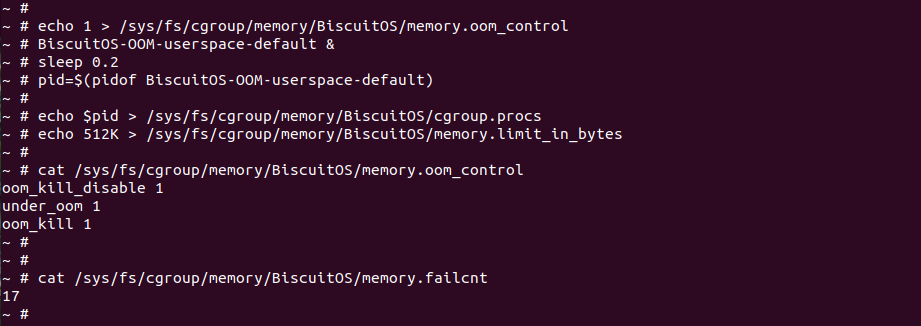 ~ #
~ # echo 1 > /sys/fs/cgroup/memory/BiscuitOS/memory.oom_control
~ # BiscuitOS-OOM-userspace-default &
~ # sleep 0.2
~ # pid=$(pidof BiscuitOS-OOM-userspace-default)
~ #
~ # echo $pid > /sys/fs/cgroup/memory/BiscuitOS/cgroup.procs
~ # echo 512K > /sys/fs/cgroup/memory/BiscuitOS/memory.limit_in_bytes
~ #
~ # cat /sys/fs/cgroup/memory/BiscuitOS/memory.oom_control
oom_kill_disable 1
under_oom 1
oom_kill 1
~ #
~ #
~ # cat /sys/fs/cgroup/memory/BiscuitOS/memory.failcnt
17
~ #